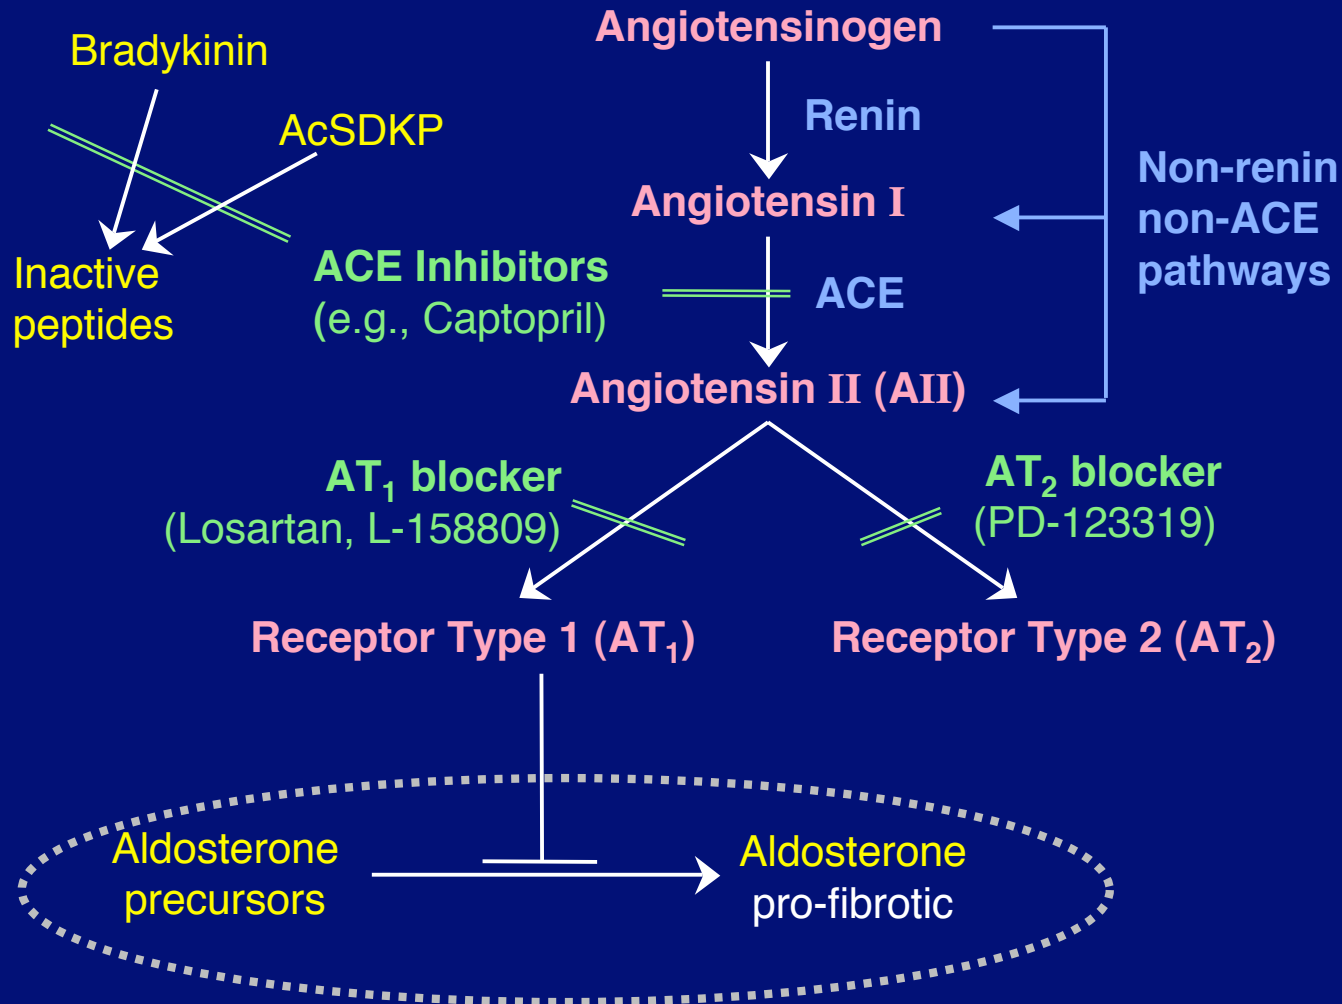 Angiotensinogen
Bradykinin
Renin
AcSDKP
Non-renin
non-ACE
pathways
Angiotensin I
Inactive
peptides
ACE Inhibitors
(e.g., Captopril)
ACE
Angiotensin II (AII)
AT₁ blocker
(Losartan, L-158809)
AT₂ blocker
(PD-123319)
Receptor Type 1 (AT₁)
Receptor Type 2 (AT₂)
Aldosterone
precursors
Aldosterone
pro-fibrotic